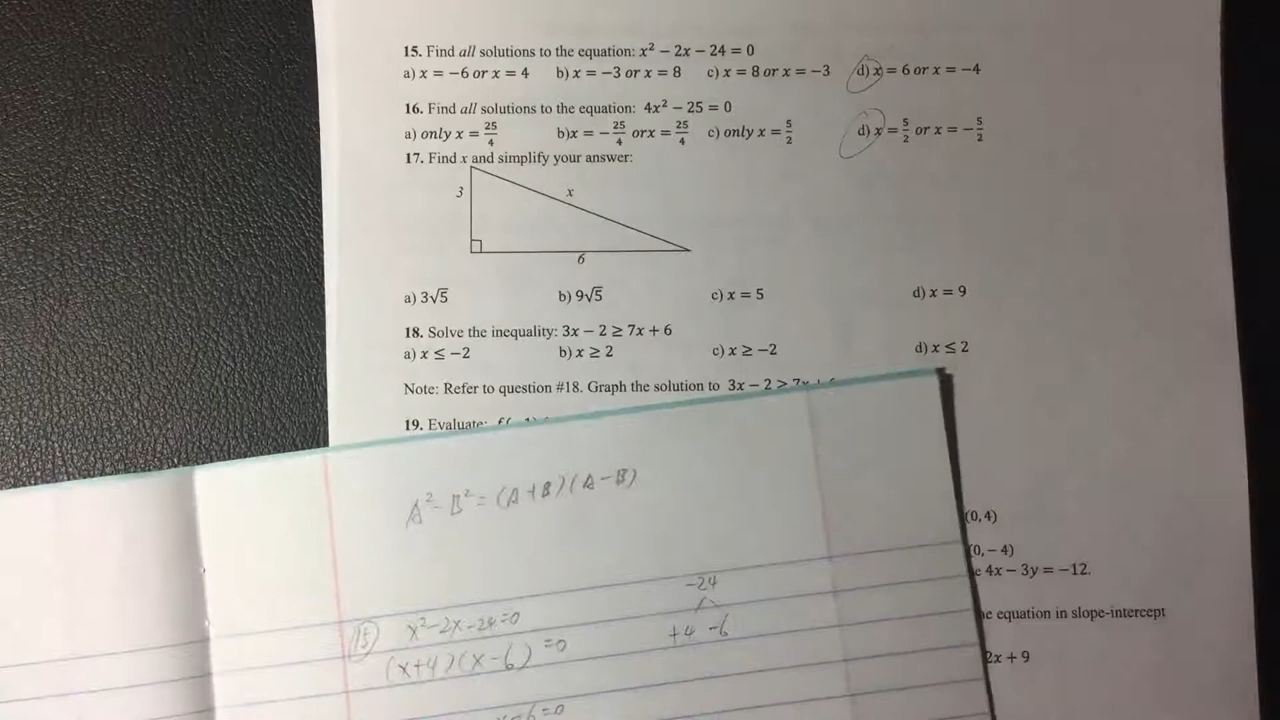 15. Find all solutions to the equation: x² − 2x − 24 = 0
a) x = −6 or x = 4 b) x = −3 or x = 8 c) x = 8 or x = −3 d) x = 6 or x = −4
16. Find all solutions to the equation: 4x² − 25 = 0
a) only x = 25/4 b)x = − 25/4 orx = 25/4 c) only x = 5/2 d) x = 5/2 or x = − 5/2
17. Find x and simplify your answer:
3
x
6
a) 3√5 b) 9√5 c) x = 5 d) x = 9
18. Solve the inequality: 3x − 2 ≥ 7x + 6
a) x ≤ −2 b) x ≥ 2 c) x ≥ −2 d) x ≤ 2
Note: Refer to question #18. Graph the solution to 3x − 2 ≥ 7x +
19. Evaluate:
A² - B² = (A+B)(A-B)
(0, 4)
(0, − 4)
4x − 3y = −12.
equation in slope-intercept
2x + 9
-24
+4 -6
15 x²-2x-24=0
(x+4)(x-6)=0
x-6=0